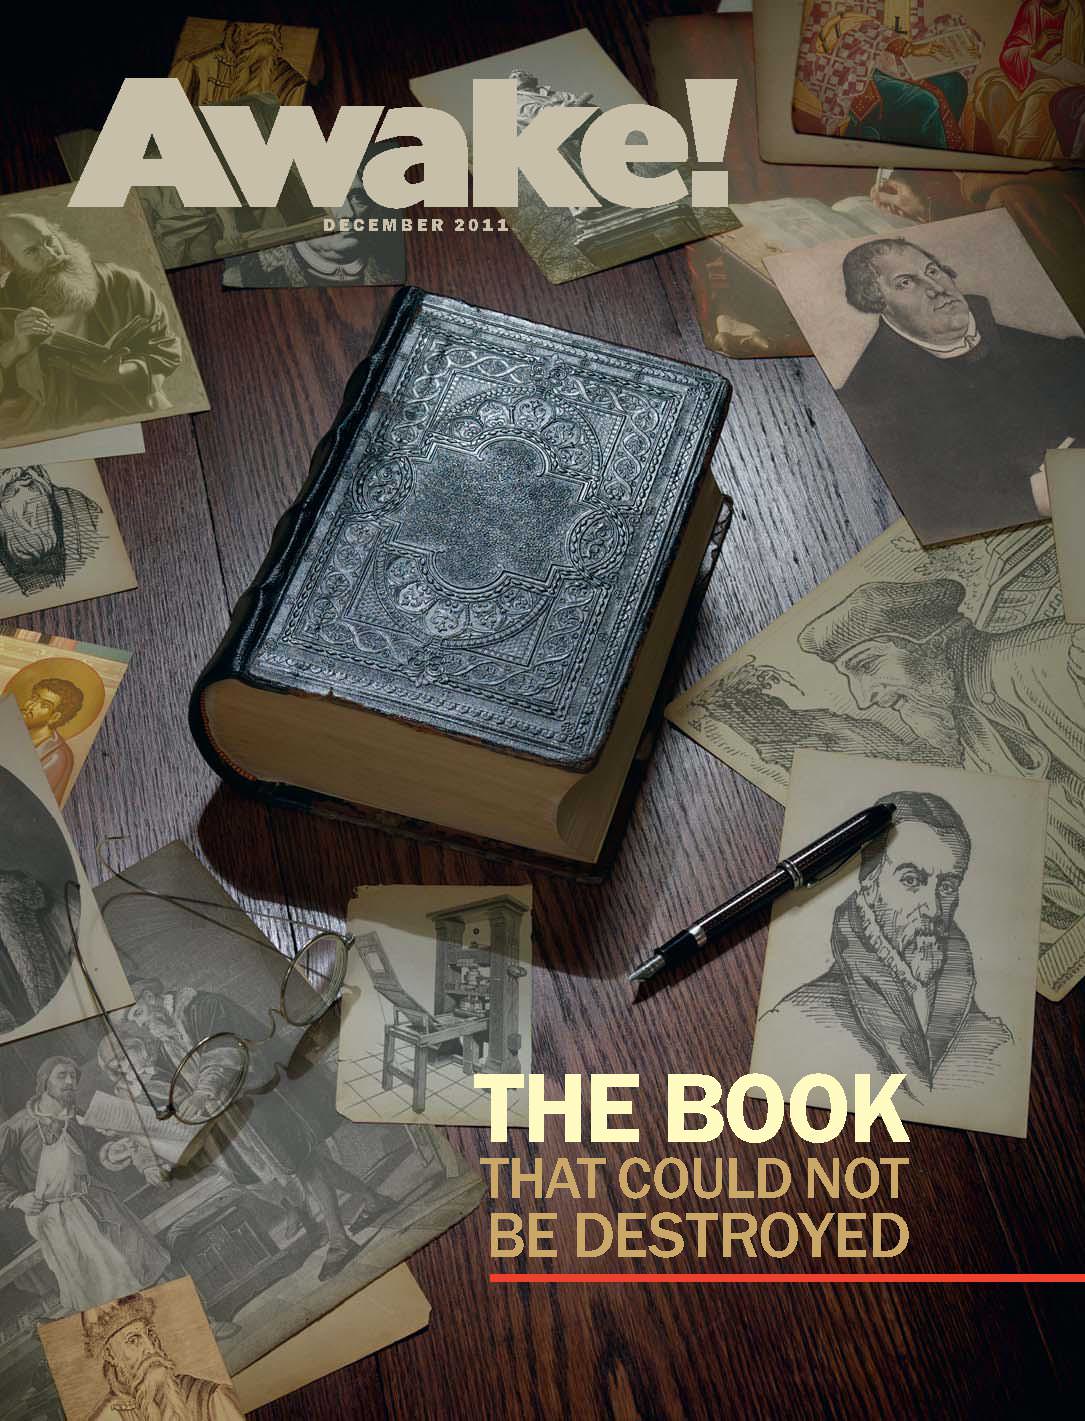 Awake!
DECEMBER 2011
THE BOOK
THAT COULD NOT
BE DESTROYED